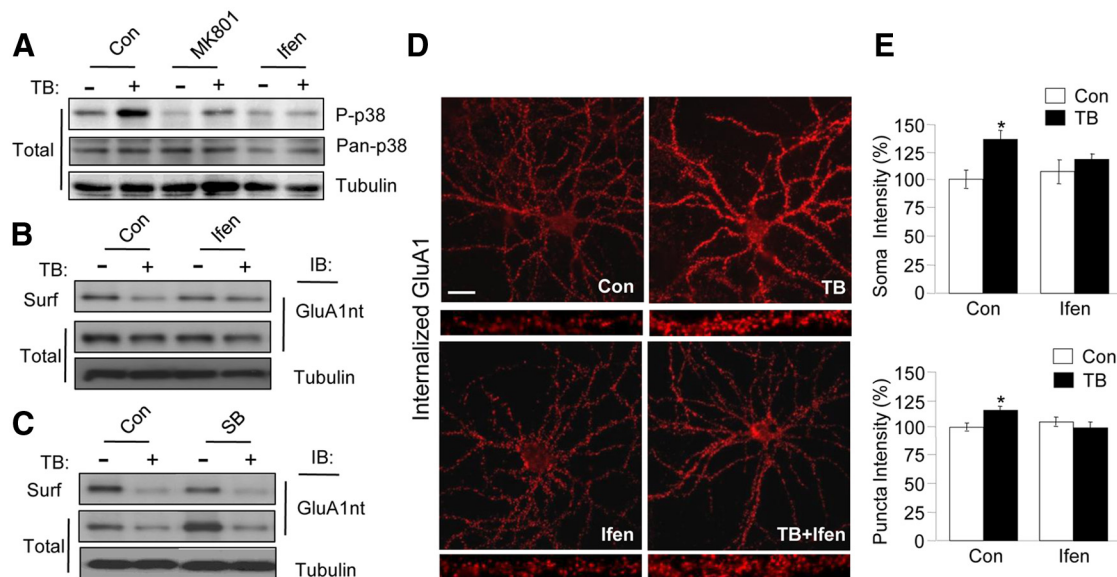 A
Con
MK801
Ifen
TB: − + − + − +
P-p38
Total
Pan-p38
Tubulin
B
Con
Ifen
TB: − + − +
IB:
Surf
GluA1nt
Total
Tubulin
C
Con
SB
TB: − + − +
IB:
Surf
GluA1nt
Total
Tubulin
D
Internalized GluA1
Con
TB
Ifen
TB+Ifen
E
Con
TB
Soma Intensity (%)
150
125
100
75
50
25
0
*
Con Ifen
Con
TB
Puncta Intensity (%)
150
125
100
75
50
25
0
*
Con Ifen